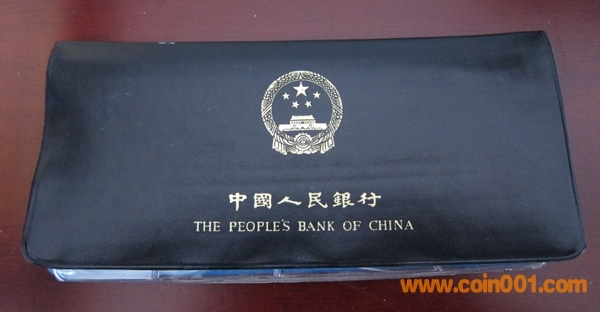 中國人民銀行
THE PEOPLE'S BANK OF CHINA
www.coin001.com